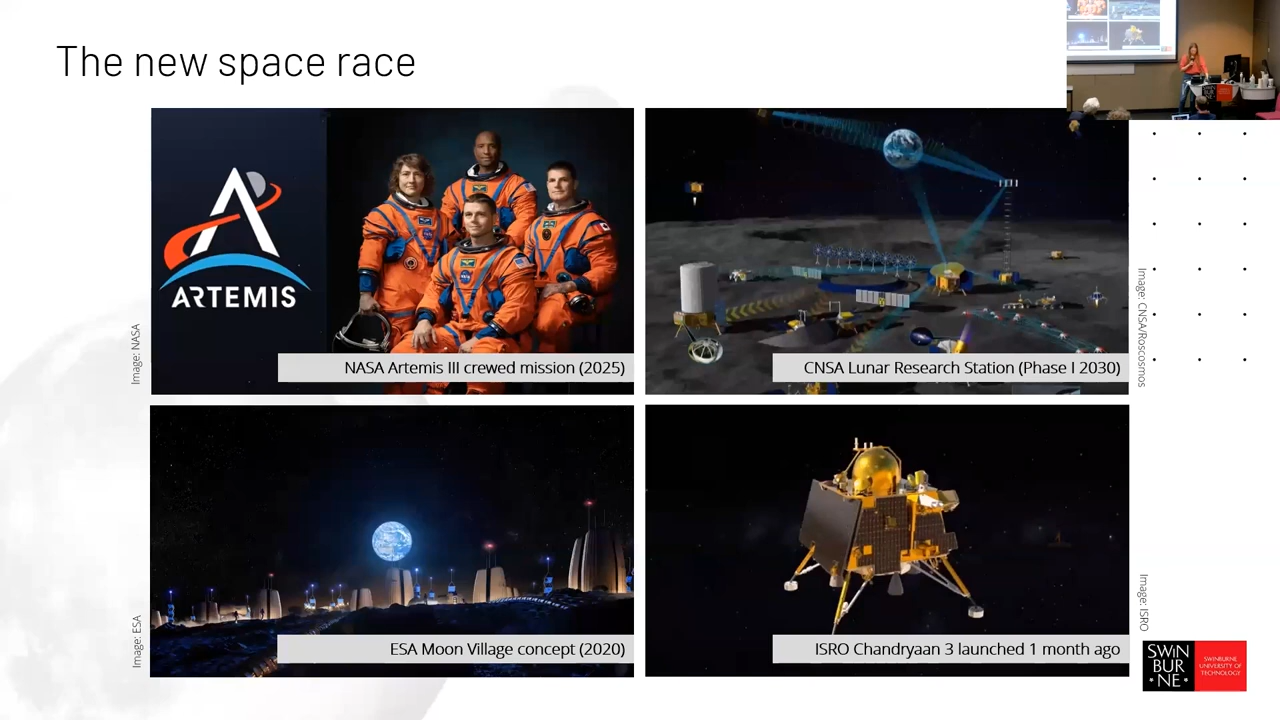 The new space race
ARTEMIS
NASA Artemis III crewed mission (2025)
Image: NASA
CNSA Lunar Research Station (Phase I 2030)
Image: CNSA/Roscosmos
ESA Moon Village concept (2020)
Image: ESA
ISRO Chandryaan 3 launched 1 month ago
Image: ISRO
SWIN
BUR
NE
SWINBURNE
UNIVERSITY OF
TECHNOLOGY